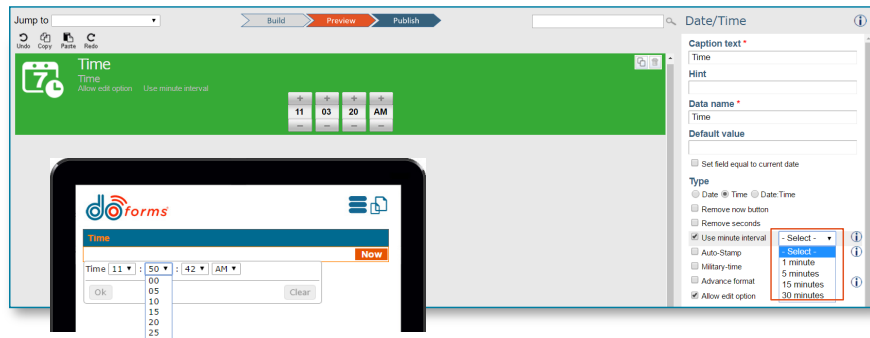 Jump to
Build Preview Publish
Undo Copy Paste Redo
7
Time
Time
Allow edit option Use minute interval
+ + + +
11 03 20 AM
− − − −
doforms
Time
Now
Time 11 : 50 : 42 AM
00
05
10
15
20
25
Ok Clear
Date/Time
Caption text *
Time
Hint
Data name *
Time
Default value
Set field equal to current date
Type
Date Time Date Time
Remove now button
Remove seconds
Use minute interval - Select -
Auto-Stamp
Military-time
Advance format
Allow edit option
- Select -
1 minute
5 minutes
15 minutes
30 minutes